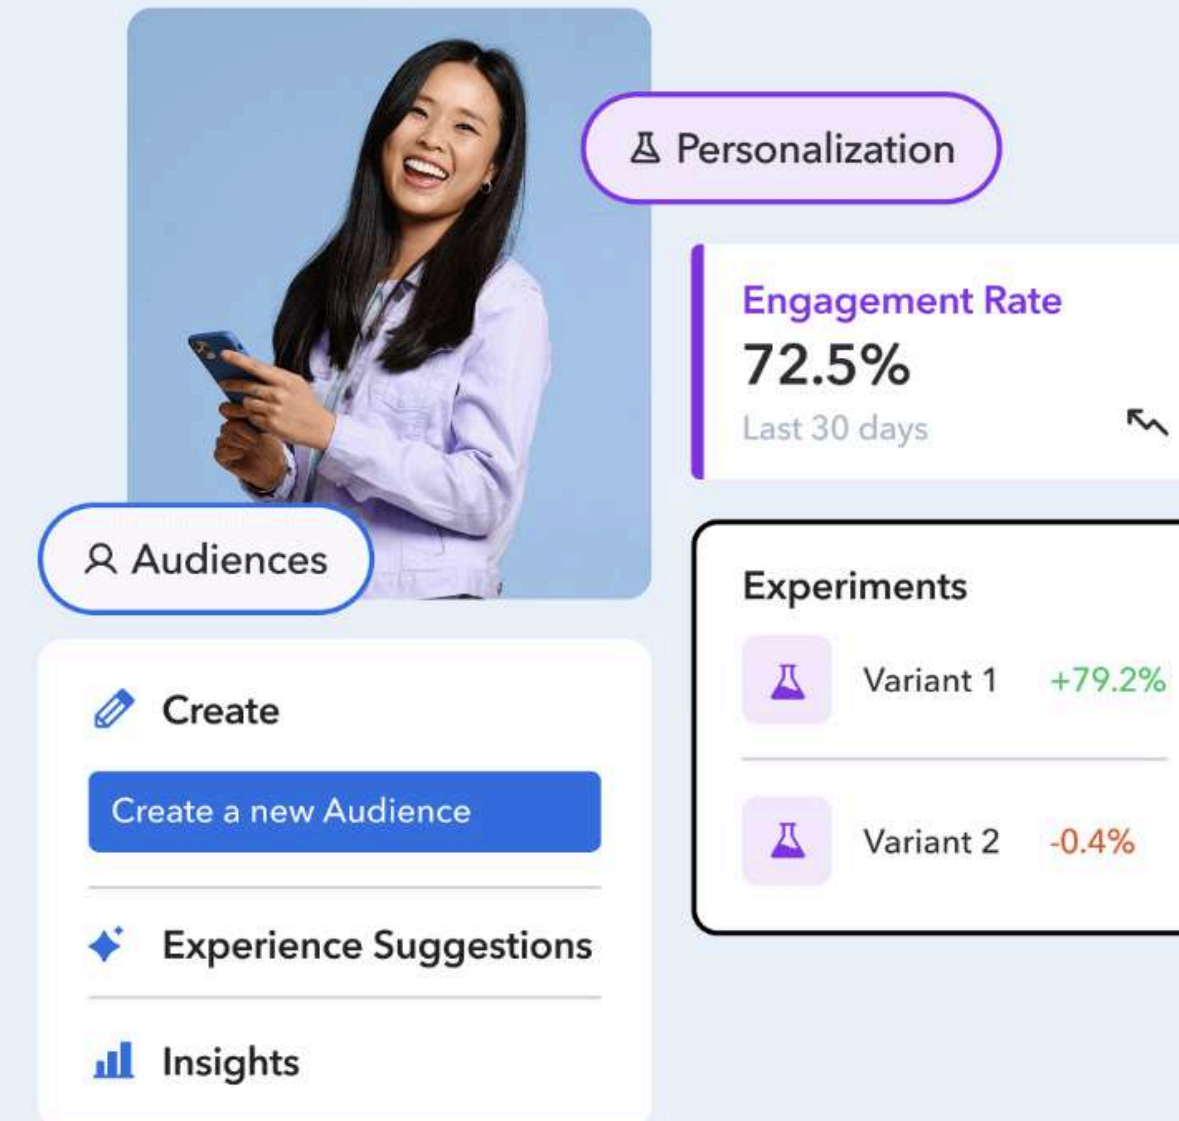 Personalization
Engagement Rate
72.5%
Last 30 days
Audiences
Create
Create a new Audience
Experience Suggestions
Insights
Experiments
Variant 1 +79.2%
Variant 2 -0.4%